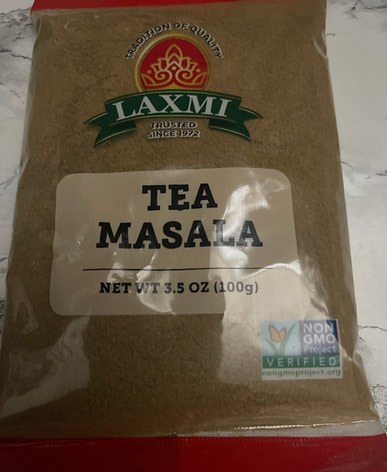 TRADITION OF QUALITY
LAXMI
TRUSTED
SINCE 1972
TEA
MASALA
NET WT 3.5 OZ (100g)
NON
GMO
Project
VERIFIED
nongmoproject.org